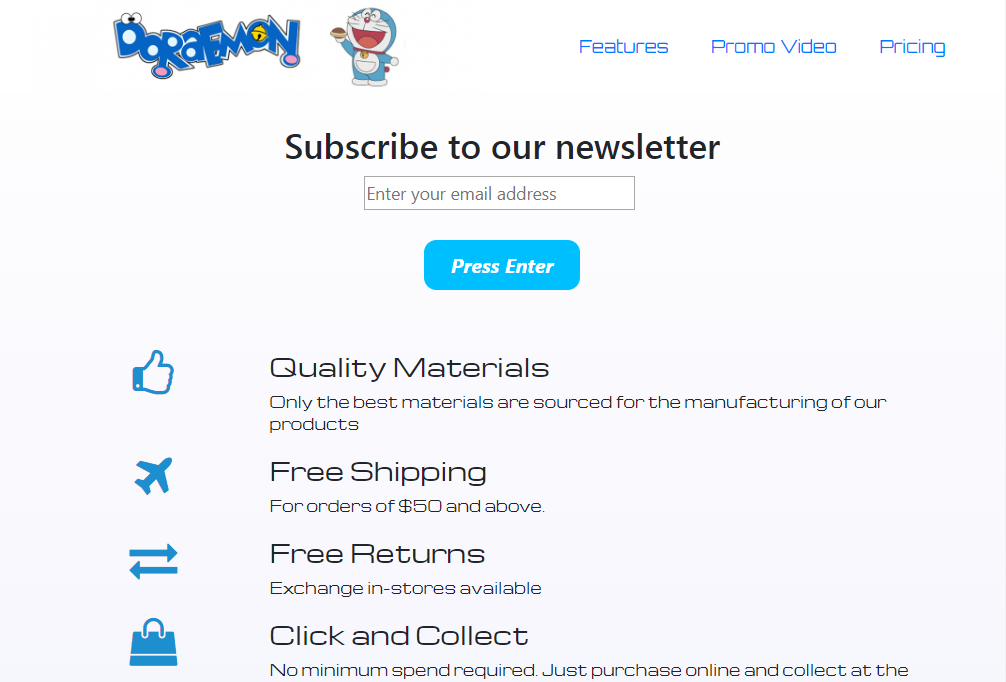 DORAEMON
Features Promo Video Pricing
Subscribe to our newsletter
Enter your email address
Press Enter
Quality Materials
Only the best materials are sourced for the manufacturing of our
products
Free Shipping
For orders of $50 and above.
Free Returns
Exchange in-stores available
Click and Collect
No minimum spend required. Just purchase online and collect at the